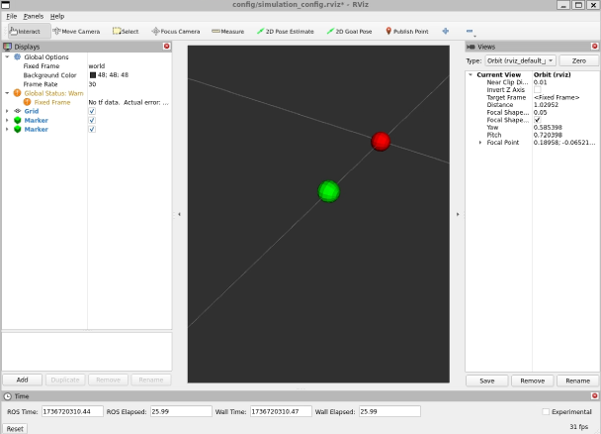 config/simulation_config.rviz* - RViz
File Panels Help
Interact Move Camera Select Focus Camera Measure 2D Pose Estimate 2D Goal Pose Publish Point
Displays
Global Options
Fixed Frame world
Background Color 48; 48; 48
Frame Rate 30
Global Status: Warn
Fixed Frame No tf data. Actual error: ...
Grid
Marker
Marker
Add Duplicate Remove Rename
Views
Type: Orbit (rviz_default_ Zero
Current View Orbit (rviz)
Near Clip Di... 0.01
Invert Z Axis
Target Frame <Fixed Frame>
Distance 1.02952
Focal Shape... 0.05
Focal Shape...
Yaw 0.585398
Pitch 0.720398
Focal Point 0.18958; -0.06521...
Save Remove Rename
Time
ROS Time: 1736720310.44 ROS Elapsed: 25.99 Wall Time: 1736720310.47 Wall Elapsed: 25.99 Experimental
Reset 31 fps